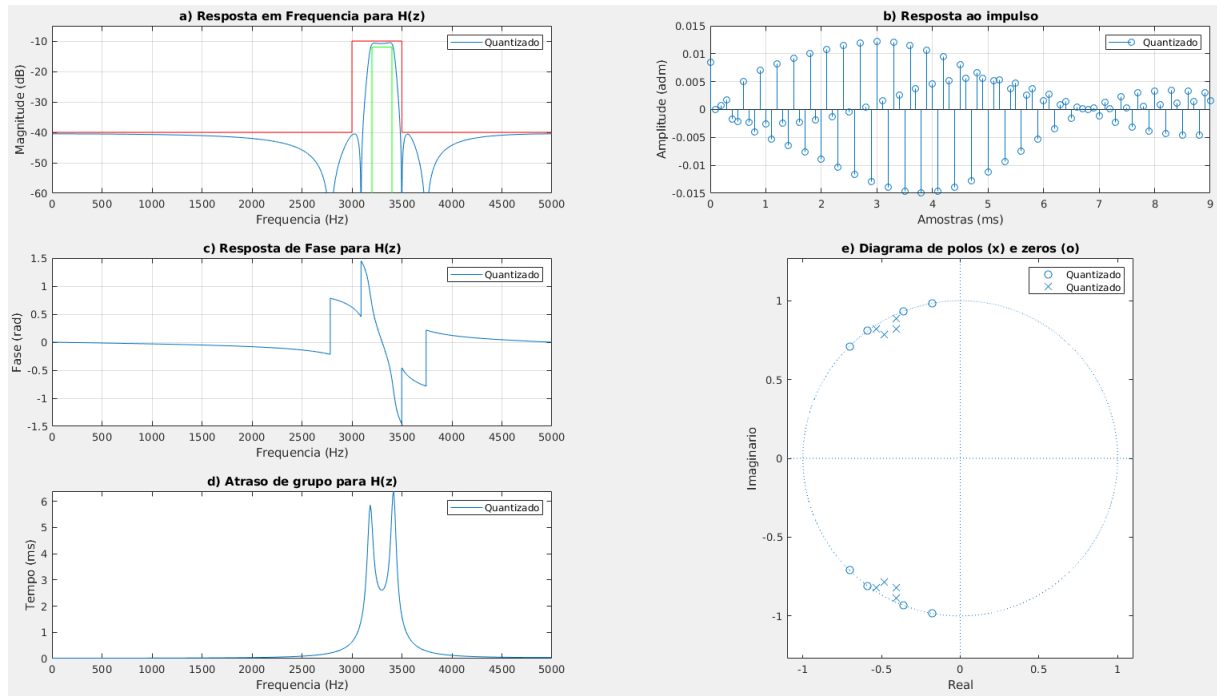 a) Resposta em Frequencia para H(z)
Magnitude (dB)
-10
-20
-30
-40
-50
-60
Quantizado
0 500 1000 1500 2000 2500 3000 3500 4000 4500 5000
Frequencia (Hz)
b) Resposta ao impulso
Amplitude (adm)
0.015
0.01
0.005
0
-0.005
-0.01
-0.015
Quantizado
0 1 2 3 4 5 6 7 8 9
Amostras (ms)
c) Resposta de Fase para H(z)
Fase (rad)
1.5
1
0.5
0
-0.5
-1
-1.5
Quantizado
0 500 1000 1500 2000 2500 3000 3500 4000 4500 5000
Frequencia (Hz)
d) Atraso de grupo para H(z)
Tempo (ms)
6
5
4
3
2
1
0
Quantizado
0 500 1000 1500 2000 2500 3000 3500 4000 4500 5000
Frequencia (Hz)
e) Diagrama de polos (x) e zeros (o)
Imaginario
1
0.5
0
-0.5
-1
Quantizado
Quantizado
-1 -0.5 0 0.5 1
Real